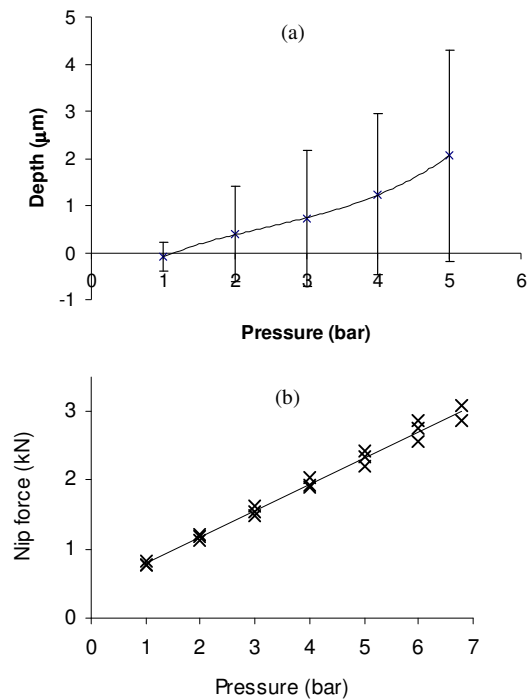 (a)
5
4
3
2
1
0
-1
0 1 2 3 4 5 6
Depth (µm)
Pressure (bar)
(b)
3
2
1
0
0 1 2 3 4 5 6 7
Nip force (kN)
Pressure (bar)